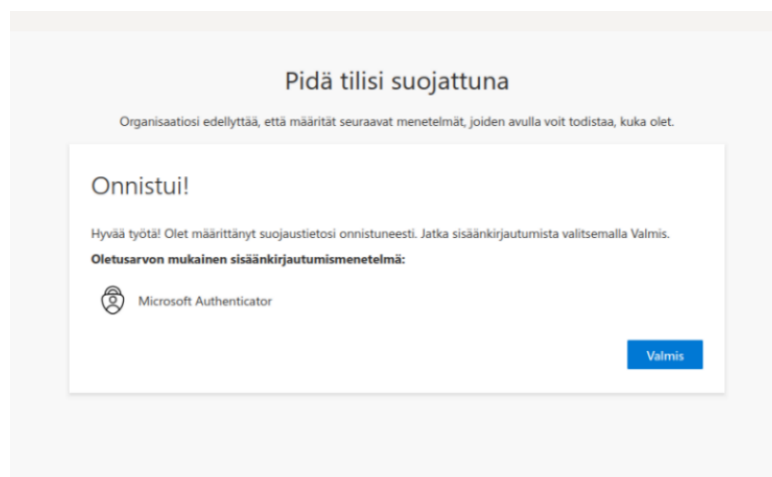 Pidä tilisi suojattuna
Organisaatiosi edellyttää, että määrität seuraavat menetelmät, joiden avulla voit todistaa, kuka olet.
Onnistui!
Hyvää työtä! Olet määrittänyt suojaustietosi onnistuneesti. Jatka sisäänkirjautumista valitsemalla Valmis.
Oletusarvon mukainen sisäänkirjautumismenetelmä:
Microsoft Authenticator
Valmis